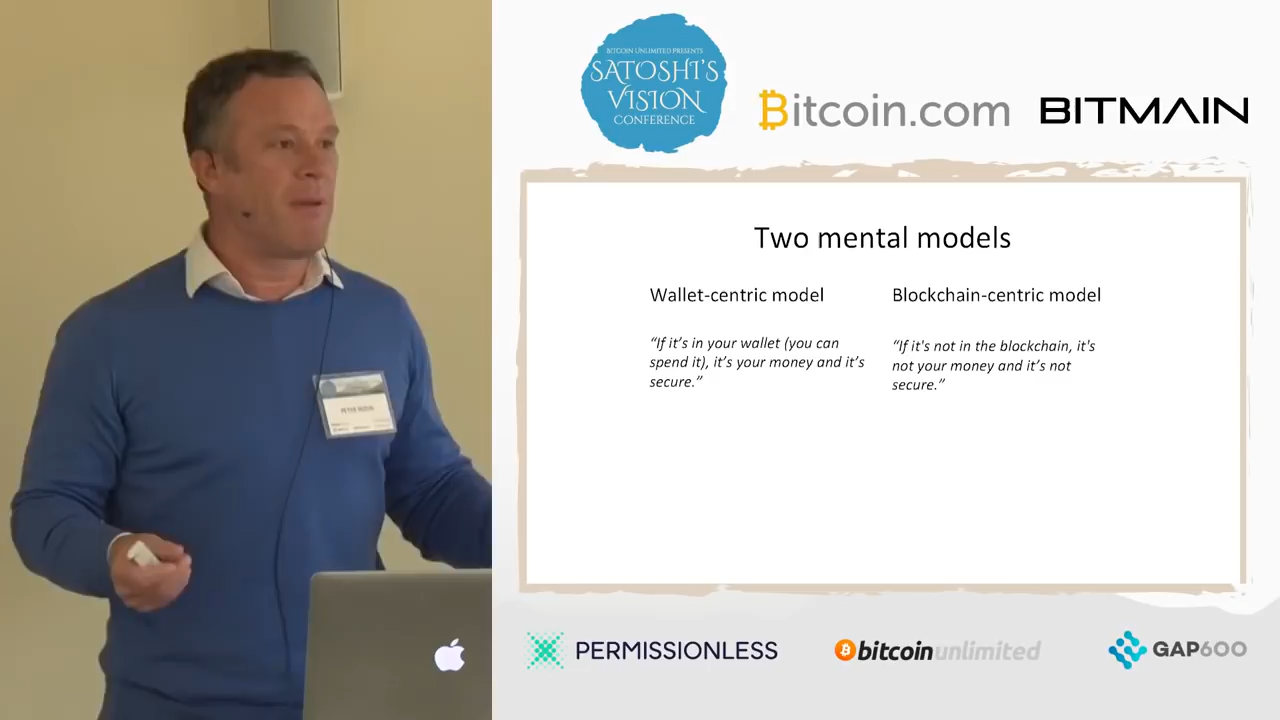 BITCOIN UNLIMITED PRESENTS
SATOSHI'S
VISION
CONFERENCE
Bitcoin.com
BITMAIN
Two mental models
Wallet-centric model
“If it’s in your wallet (you can
spend it), it’s your money and it’s
secure.”
Blockchain-centric model
“If it's not in the blockchain, it's
not your money and it’s not
secure.”
PERMISSIONLESS
bitcoinunlimited
GAP600